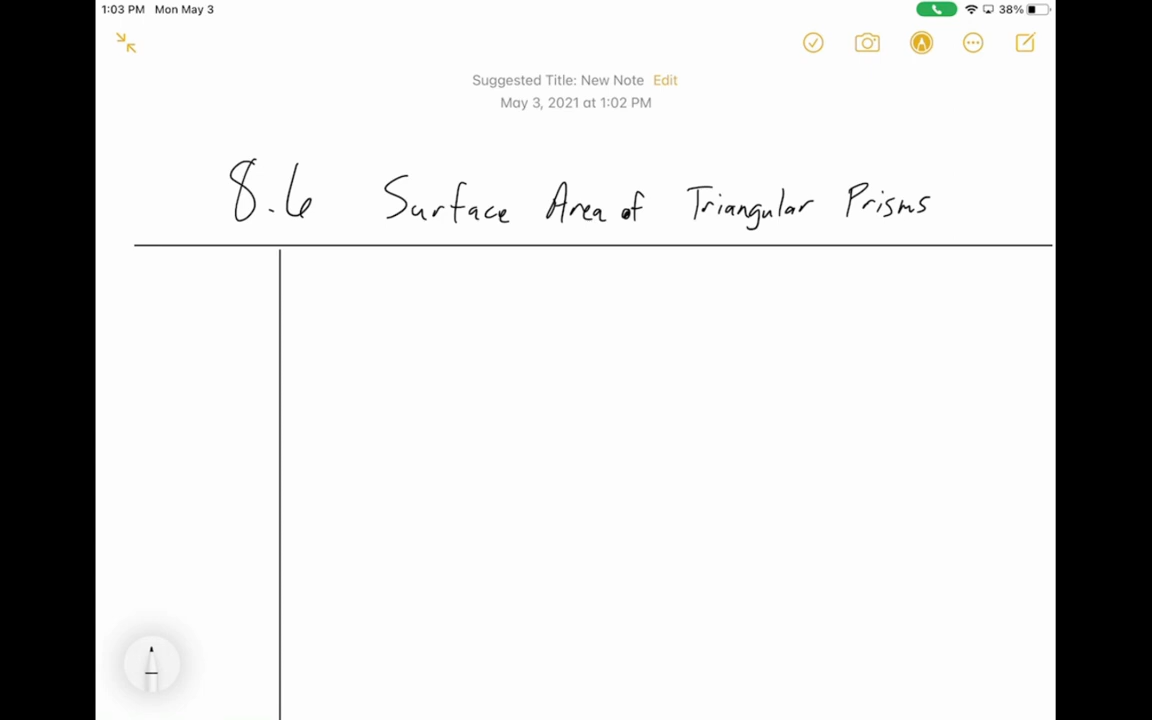 1:03 PM Mon May 3 38%
Suggested Title: New Note Edit
May 3, 2021 at 1:02 PM
8.6 Surface Area of Triangular Prisms